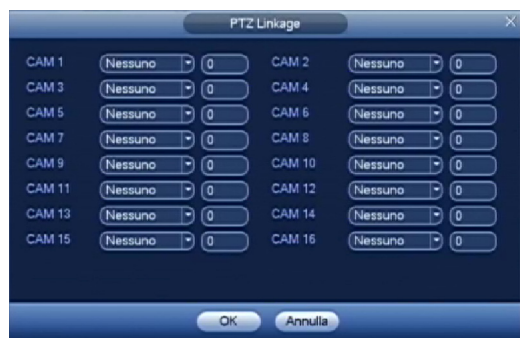 PTZ Linkage
CAM 1 Nessuno 0 CAM 2 Nessuno 0
CAM 3 Nessuno 0 CAM 4 Nessuno 0
CAM 5 Nessuno 0 CAM 6 Nessuno 0
CAM 7 Nessuno 0 CAM 8 Nessuno 0
CAM 9 Nessuno 0 CAM 10 Nessuno 0
CAM 11 Nessuno 0 CAM 12 Nessuno 0
CAM 13 Nessuno 0 CAM 14 Nessuno 0
CAM 15 Nessuno 0 CAM 16 Nessuno 0
OK Annulla